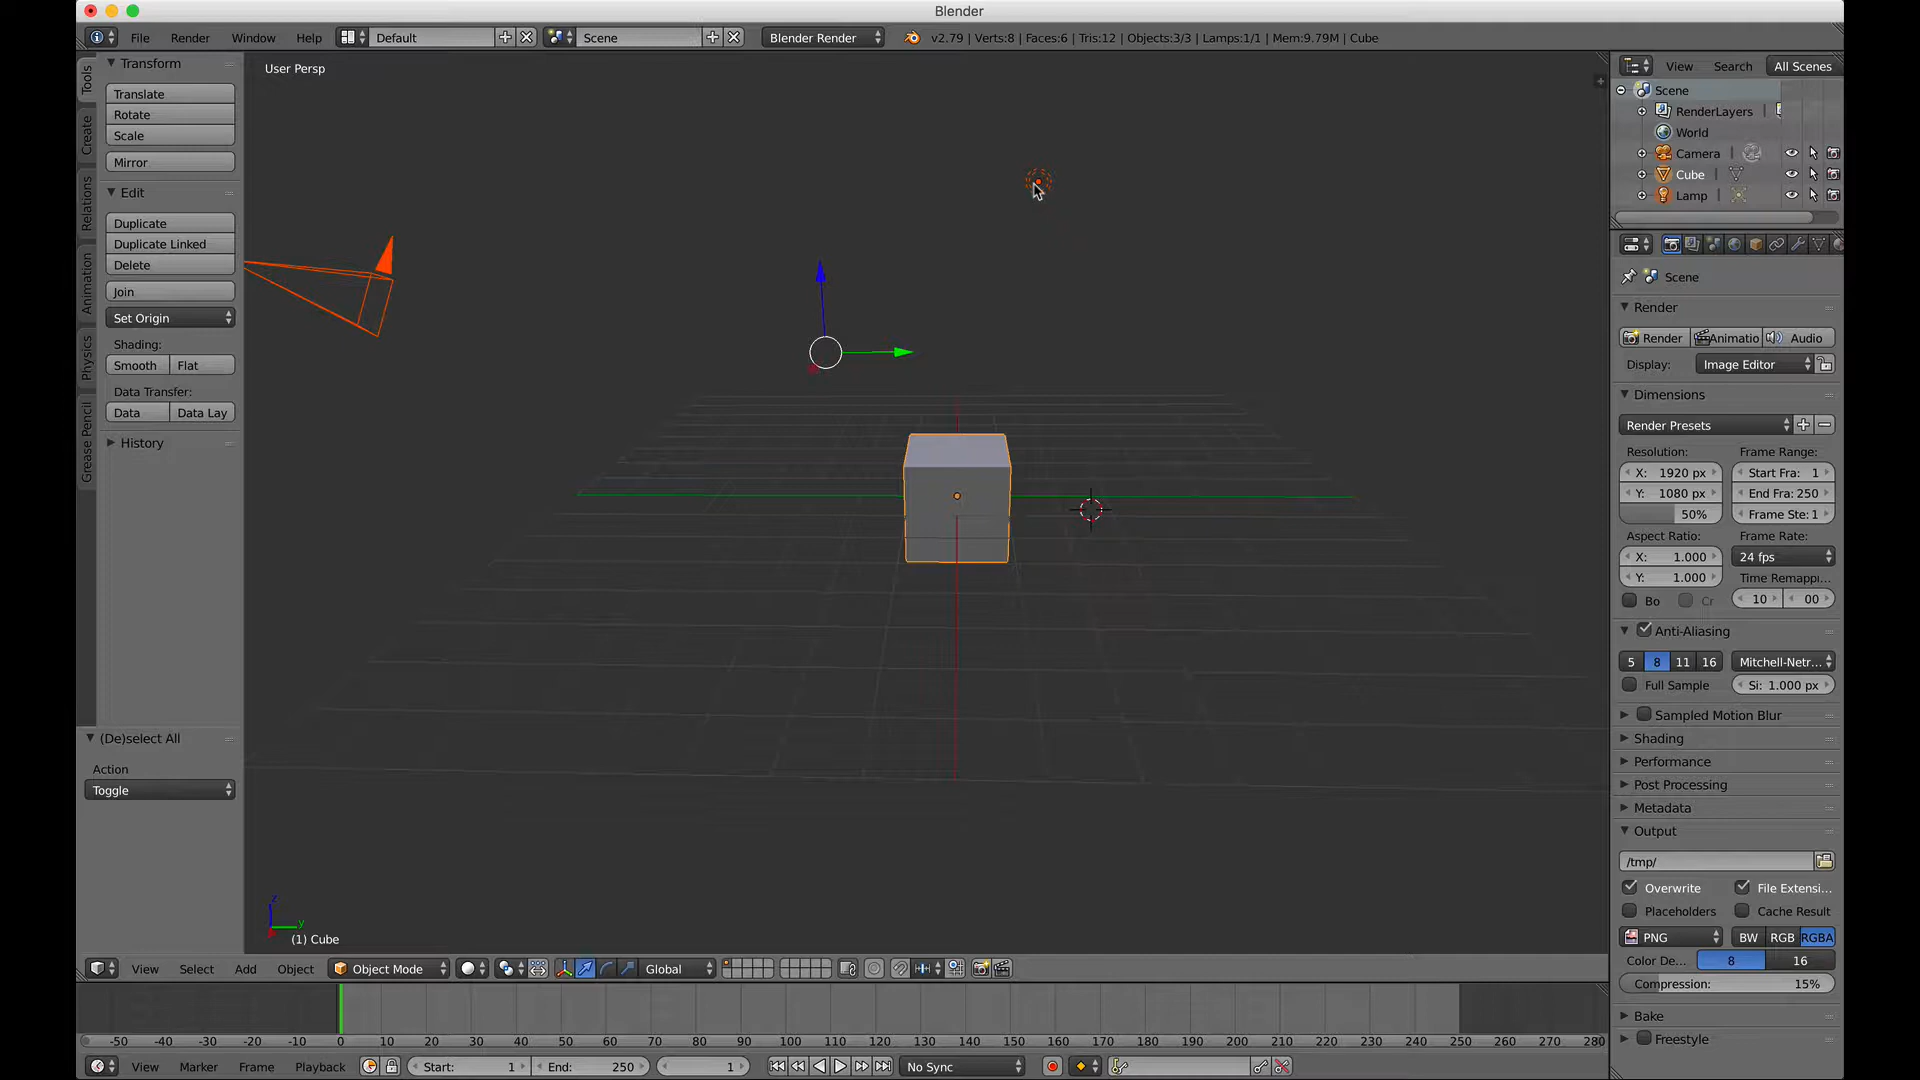 Blender
File Render Window Help Default Scene Blender Render v2.79 | Verts:8 | Faces:6 | Tris:12 | Objects:3/3 | Lamps:1/1 | Mem:9.79M | Cube
Tools
Create
Relations
Animation
Physics
Grease Pencil
Transform
Translate
Rotate
Scale
Mirror
Edit
Duplicate
Duplicate Linked
Delete
Join
Set Origin
Shading:
Smooth Flat
Data Transfer:
Data Data Lay
History
(De)select All
Action
Toggle
User Persp
z
y
(1) Cube
View Select Add Object Object Mode Global
-50 -40 -30 -20 -10 0 10 20 30 40 50 60 70 80 90 100 110 120 130 140 150 160 170 180 190 200 210 220 230 240 250 260 270 280
View Marker Frame Playback Start: 1 End: 250 1 No Sync
View Search All Scenes
Scene
RenderLayers
World
Camera
Cube
Lamp
Scene
Render
Render Animatio Audio
Display: Image Editor
Dimensions
Render Presets
Resolution: Frame Range:
X: 1920 px Start Fra: 1
Y: 1080 px End Fra: 250
50% Frame Ste: 1
Aspect Ratio: Frame Rate:
X: 1.000 24 fps
Y: 1.000 Time Remappi...
Bo Cr 10 00
Anti-Aliasing
5 8 11 16 Mitchell-Netr...
Full Sample Si: 1.000 px
Sampled Motion Blur
Shading
Performance
Post Processing
Metadata
Output
/tmp/
Overwrite File Extensi...
Placeholders Cache Result
PNG BW RGB RGBA
Color De... 8 16
Compression: 15%
Bake
Freestyle